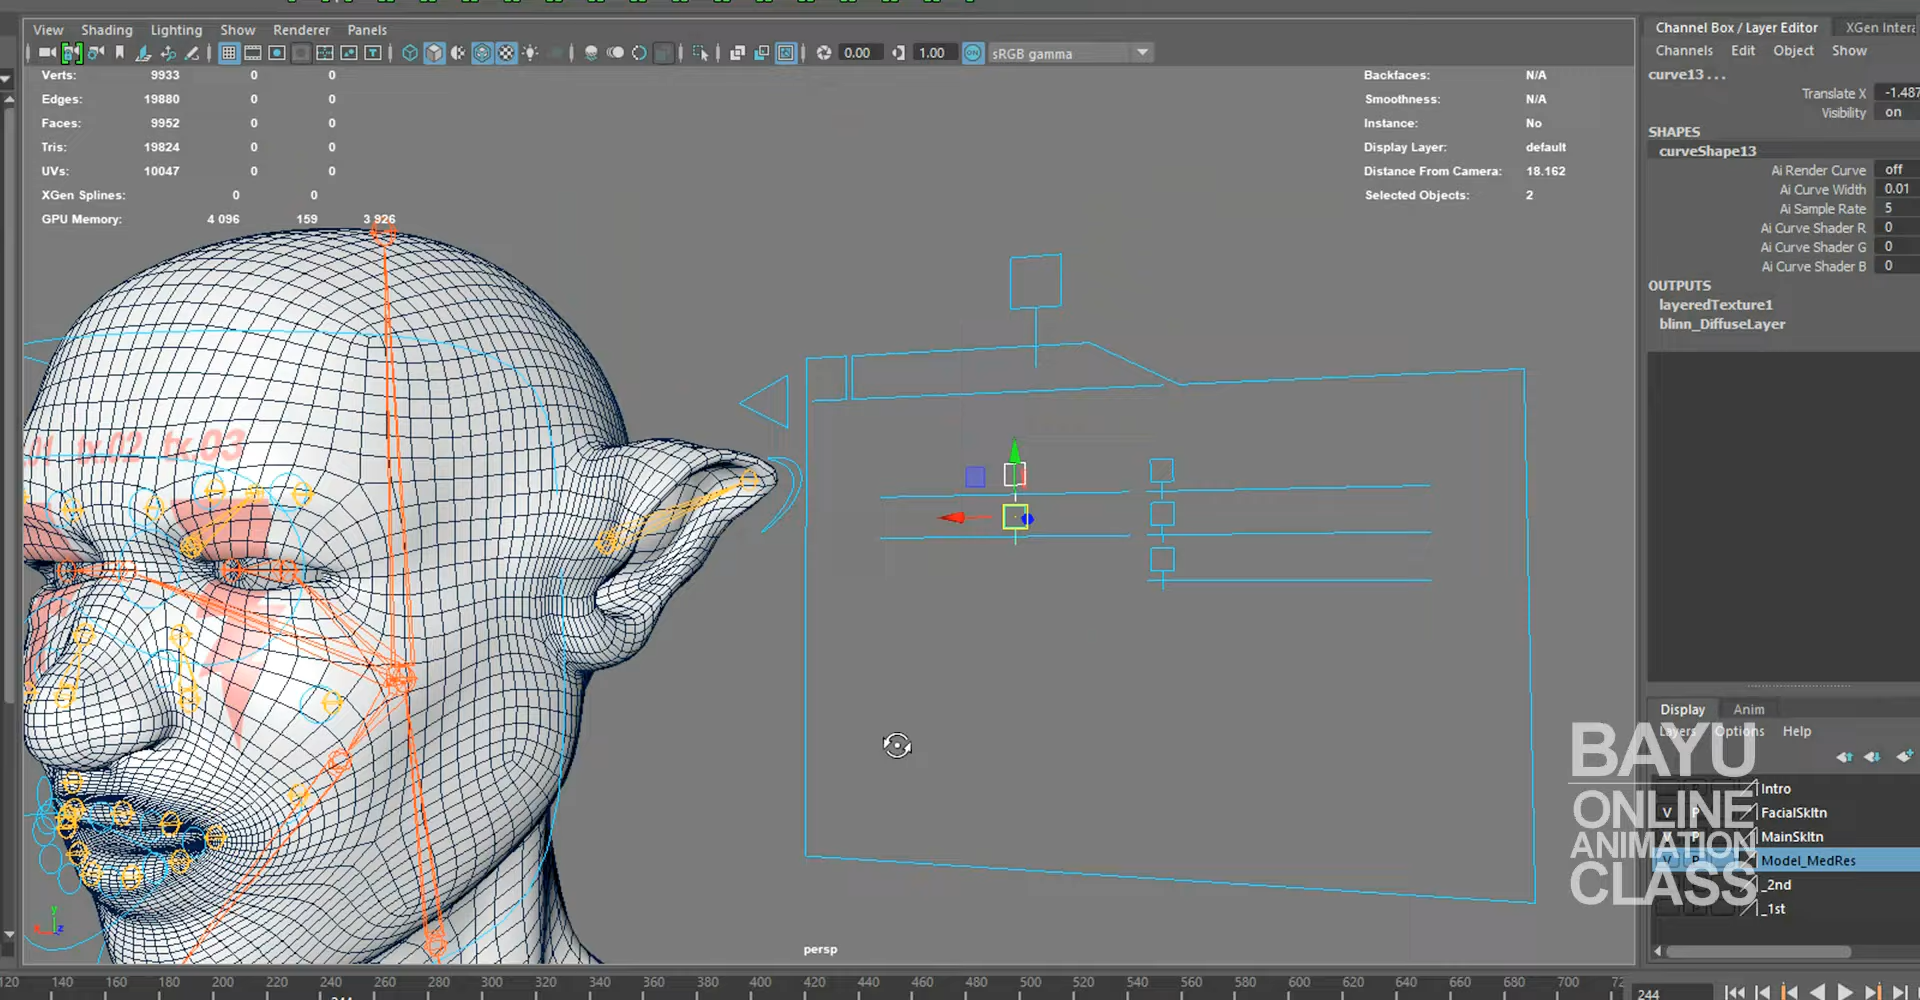 View Shading Lighting Show Renderer Panels
0.00 1.00 ON sRGB gamma
Verts: 9933 0 0
Edges: 19880 0 0
Faces: 9952 0 0
Tris: 19824 0 0
UVs: 10047 0 0
XGen Splines: 0 0
GPU Memory: 4 096 159 3 926
Backfaces: N/A
Smoothness: N/A
Instance: No
Display Layer: default
Distance From Camera: 18.162
Selected Objects: 2
tx.02 tx.03
persp
Channel Box / Layer Editor XGen Intera
Channels Edit Object Show
curve13 . . .
Translate X -1.487
Visibility on
SHAPES
curveShape13
Ai Render Curve off
Ai Curve Width 0.01
Ai Sample Rate 5
Ai Curve Shader R 0
Ai Curve Shader G 0
Ai Curve Shader B 0
OUTPUTS
layeredTexture1
blinn_DiffuseLayer
Display Anim
Layers Options Help
Intro
V P FacialSkltn
V P MainSkltn
V P Model_MedRes
_2nd
P _1st
BAYU
ONLINE
ANIMATION
CLASS
120 140 160 180 200 220 240 260 280 300 320 340 360 380 400 420 440 460 480 500 520 540 560 580 600 620 640 660 680 700 72
244
244